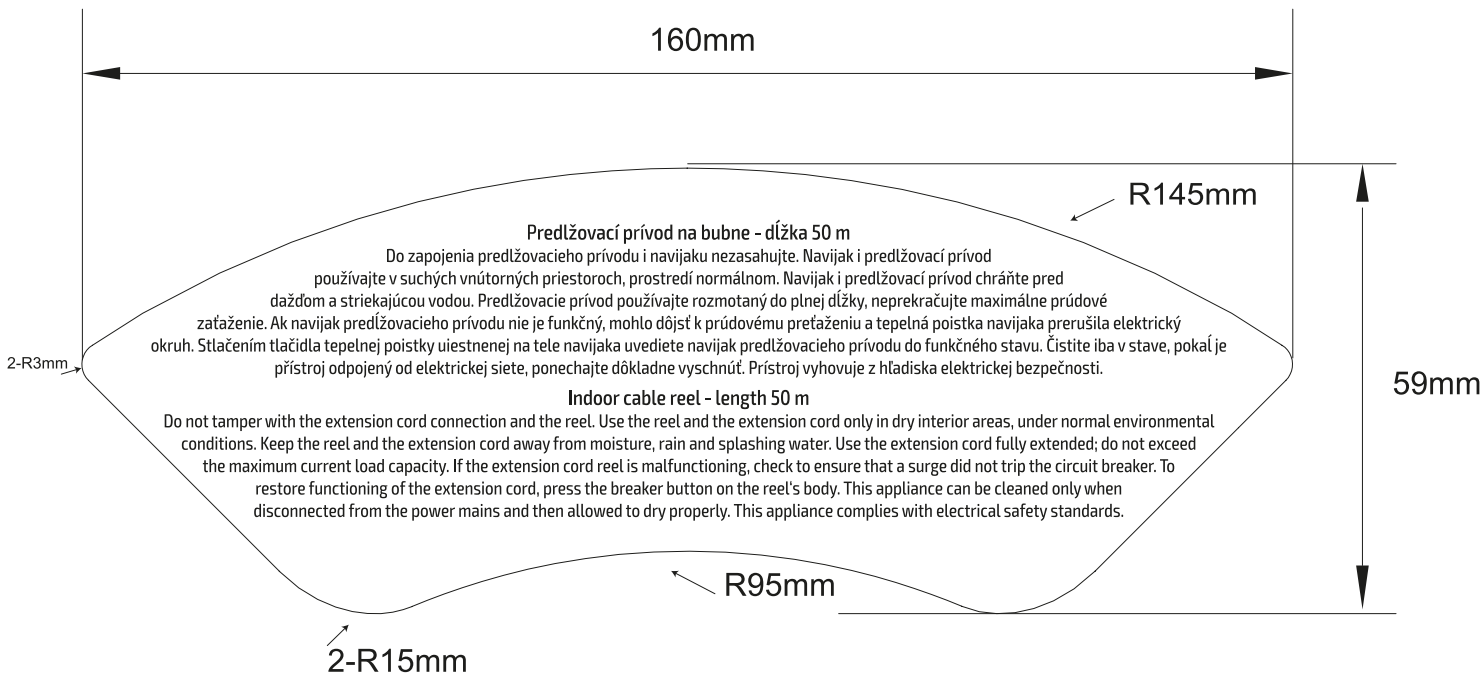 160mm
R145mm
Predlžovací prívod na bubne - dĺžka 50 m
Do zapojenia predlžovacieho prívodu i navijaku nezasahujte. Navijak i predlžovací prívod
používajte v suchých vnútorných priestoroch, prostredí normálnom. Navijak i predlžovací prívod chráňte pred
dažďom a striekajúcou vodou. Predlžovacie prívod používajte rozmotaný do plnej dĺžky, neprekračujte maximálne prúdové
zaťaženie. Ak navijak predĺžovacieho prívodu nie je funkčný, mohlo dôjsť k prúdovému preťaženiu a tepelná poistka navijaka prerušila elektrický
okruh. Stlačením tlačidla tepelnej poistky uiestnenej na tele navijaka uvediete navijak predlžovacieho prívodu do funkčného stavu. Čistite iba v stave, pokaĺ je
přístroj odpojený od elektrickej siete, ponechajte dôkladne vyschnúť. Prístroj vyhovuje z hľadiska elektrickej bezpečnosti.
2-R3mm
59mm
Indoor cable reel - length 50 m
Do not tamper with the extension cord connection and the reel. Use the reel and the extension cord only in dry interior areas, under normal environmental
conditions. Keep the reel and the extension cord away from moisture, rain and splashing water. Use the extension cord fully extended; do not exceed
the maximum current load capacity. If the extension cord reel is malfunctioning, check to ensure that a surge did not trip the circuit breaker. To
restore functioning of the extension cord, press the breaker button on the reel's body. This appliance can be cleaned only when
disconnected from the power mains and then allowed to dry properly. This appliance complies with electrical safety standards.
R95mm
2-R15mm